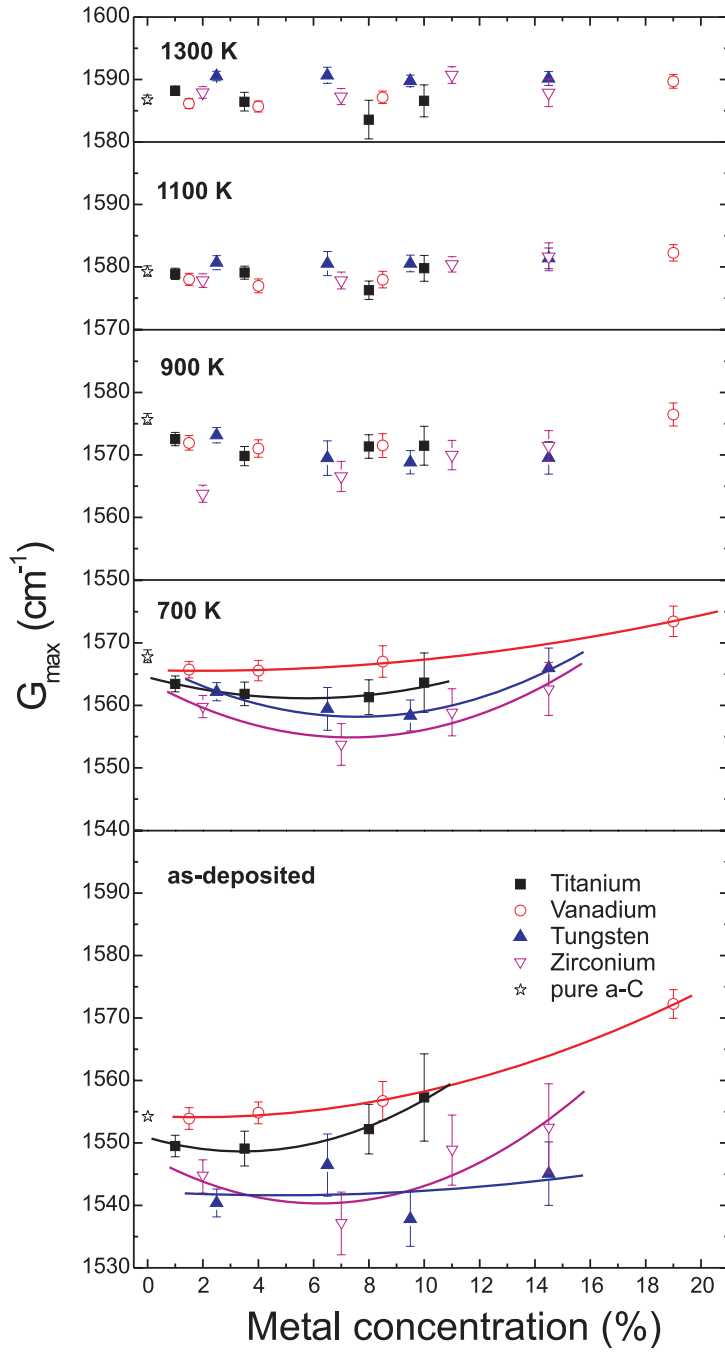 1600
1300 K
1590
1580
1100 K
1590
1580
1570
900 K
1580
1570
1560
1550
700 K
1570
1560
1550
1540
as-deposited
1590
Titanium
1580
Vanadium
Tungsten
1570
Zirconium
pure a-C
1560
1550
1540
1530
0 2 4 6 8 10 12 14 16 18 20
Metal concentration (%)
G_max (cm⁻¹)